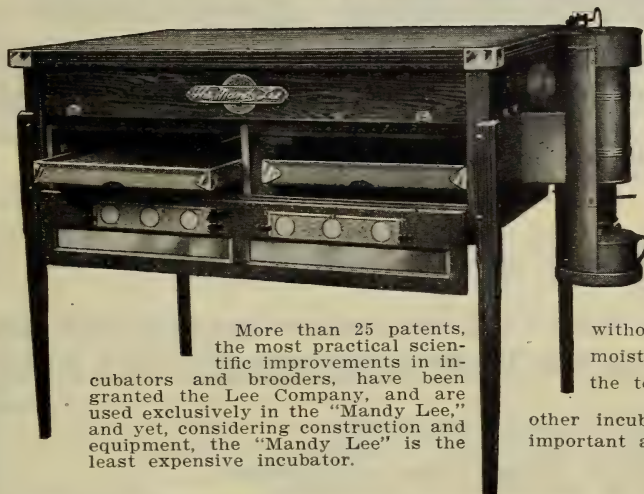 The Mandy Lee
More than 25 patents,
the most practical scien-
tific improvements in in-
cubators and brooders, have been
granted the Lee Company, and are
used exclusively in the "Mandy Lee,"
and yet, considering construction and
equipment, the "Mandy Lee" is the
least expensive incubator.
moist
other incub
important a